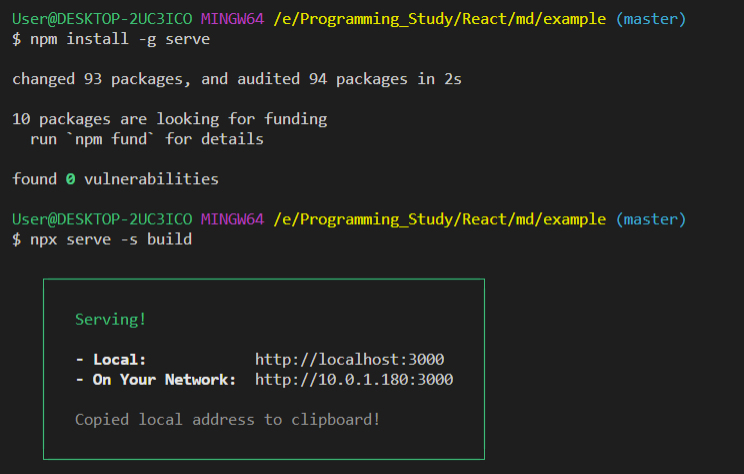 User@DESKTOP-2UC3ICO MINGW64 /e/Programming_Study/React/md/example (master)
$ npm install -g serve
changed 93 packages, and audited 94 packages in 2s
10 packages are looking for funding
  run `npm fund` for details
found 0 vulnerabilities
User@DESKTOP-2UC3ICO MINGW64 /e/Programming_Study/React/md/example (master)
$ npx serve -s build
Serving!
- Local:            http://localhost:3000
- On Your Network:  http://10.0.1.180:3000
Copied local address to clipboard!